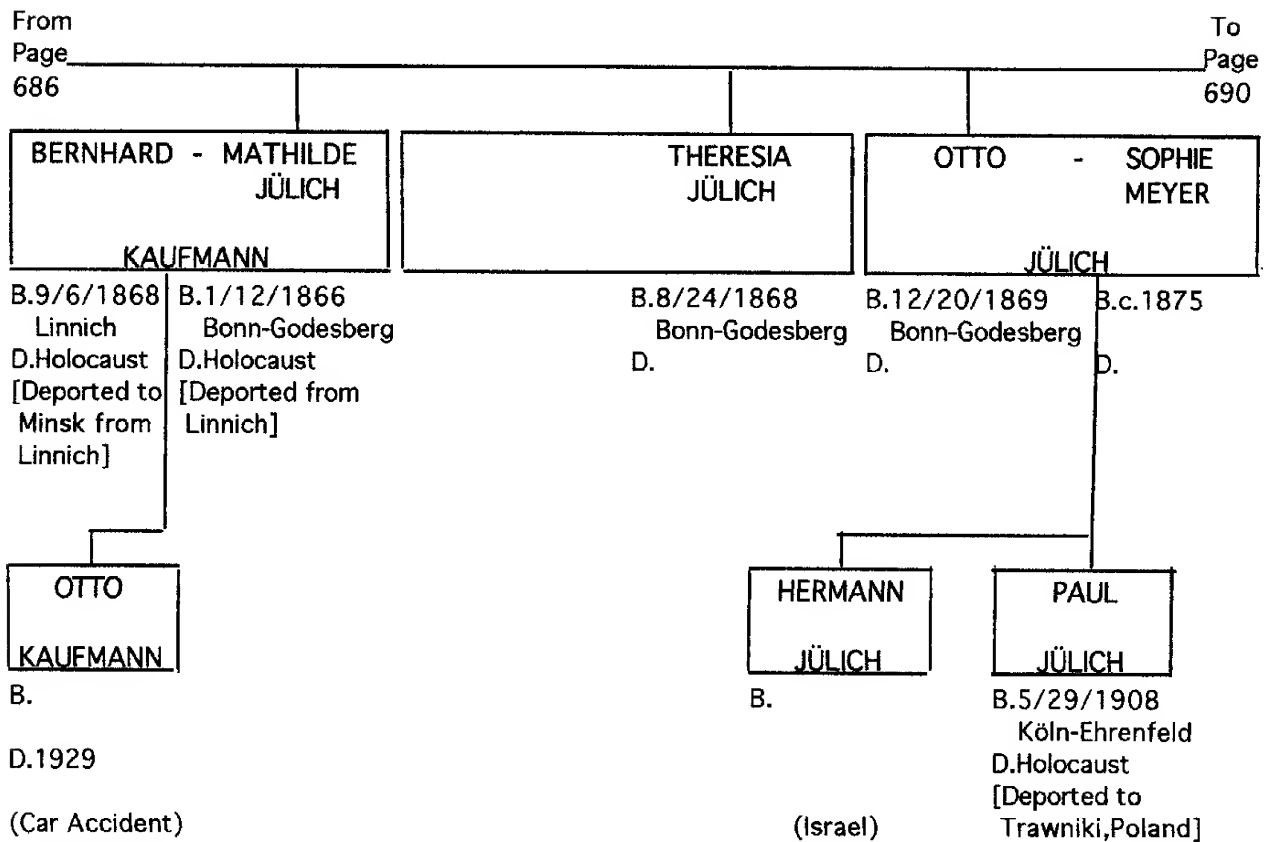 From
Page
686
To
Page
690
BERNHARD - MATHILDE
JÜLICH
KAUFMANN
B.9/6/1868
Linnich
D.Holocaust
[Deported to
Minsk from
Linnich]
B.1/12/1866
Bonn-Godesberg
D.Holocaust
[Deported from
Linnich]
THERESIA
JÜLICH
B.8/24/1868
Bonn-Godesberg
D.
OTTO - SOPHIE
MEYER
JÜLICH
B.12/20/1869
Bonn-Godesberg
D.
B.c.1875
D.
OTTO
KAUFMANN
B.
D.1929
(Car Accident)
HERMANN
JÜLICH
B.
(Israel)
PAUL
JÜLICH
B.5/29/1908
Köln-Ehrenfeld
D.Holocaust
[Deported to
Trawniki,Poland]